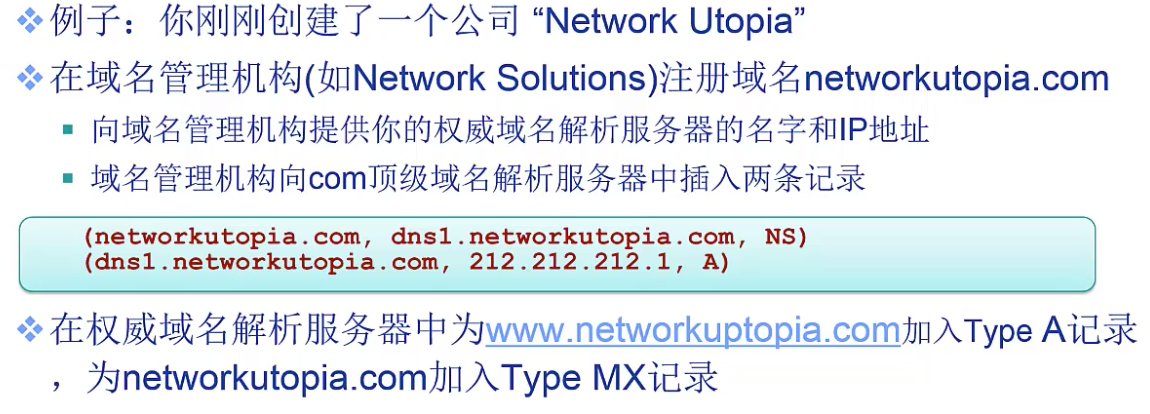 例子：你刚刚创建了一个公司 “Network Utopia”
在域名管理机构(如Network Solutions)注册域名networkutopia.com
向域名管理机构提供你的权威域名解析服务器的名字和IP地址
域名管理机构向com顶级域名解析服务器中插入两条记录
(networkutopia.com, dns1.networkutopia.com, NS)
(dns1.networkutopia.com, 212.212.212.1, A)
在权威域名解析服务器中为www.networkuptopia.com加入Type A记录
，为networkutopia.com加入Type MX记录